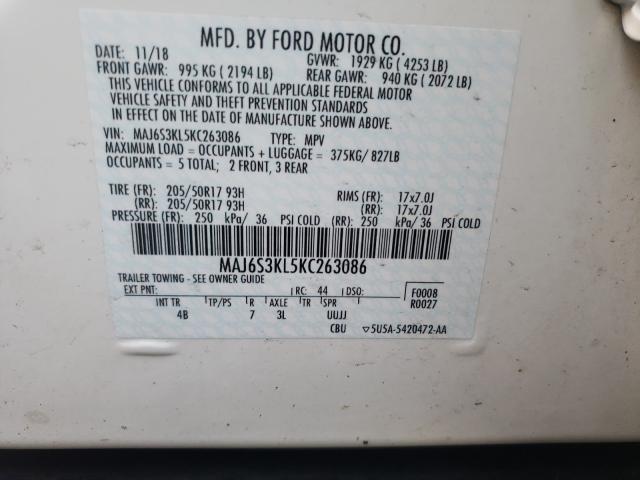 MFD. BY FORD MOTOR CO.
DATE: 11/18 GVWR: 1929 KG ( 4253 LB)
FRONT GAWR: 995 KG ( 2194 LB) REAR GAWR: 940 KG ( 2072 LB)
THIS VEHICLE CONFORMS TO ALL APPLICABLE FEDERAL MOTOR
VEHICLE SAFETY AND THEFT PREVENTION STANDARDS
IN EFFECT ON THE DATE OF MANUFACTURE SHOWN ABOVE.
VIN: MAJ6S3KL5KC263086 TYPE: MPV
MAXIMUM LOAD = OCCUPANTS + LUGGAGE = 375KG/ 827LB
OCCUPANTS = 5 TOTAL; 2 FRONT, 3 REAR
TIRE (FR): 205/50R17 93H RIMS (FR): 17x7.0J
(RR): 205/50R17 93H (RR): 17x7.0J
PRESSURE (FR): 250 kPa/ 36 PSI COLD (RR): 250 kPa/ 36 PSI COLD
MAJ6S3KL5KC263086
TRAILER TOWING - SEE OWNER GUIDE
EXT PNT: RC: 44 DSO: F0008
R0027
INT TR TP/PS R AXLE TR SPR
4B 7 3L UUJJ
CBU ▽5U5A-5420472-AA